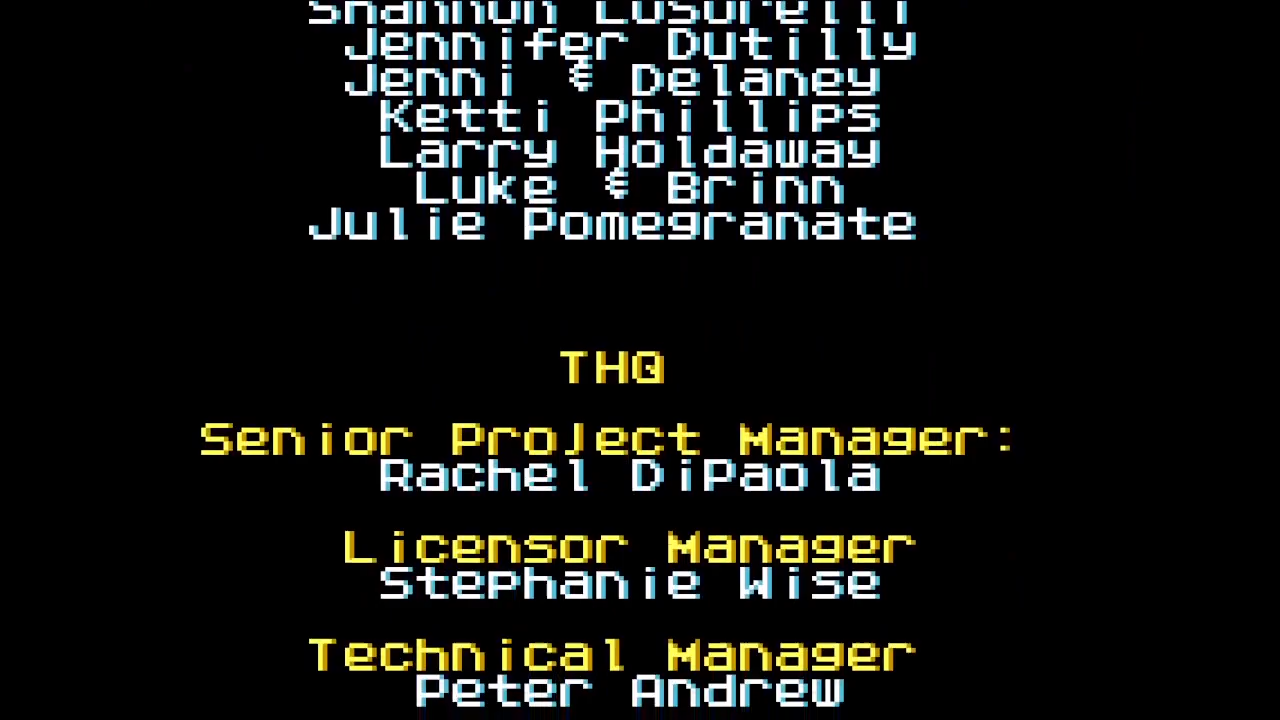 Shannon
Jennifer Dutilly
Jenni & Delaney
Ketti Phillips
Larry Holdaway
Luke & Brinn
Julie Pomegranate
THQ
Senior Project Manager:
Rachel DiPaola
Licensor Manager
Stephanie Wise
Technical Manager
Peter Andrew